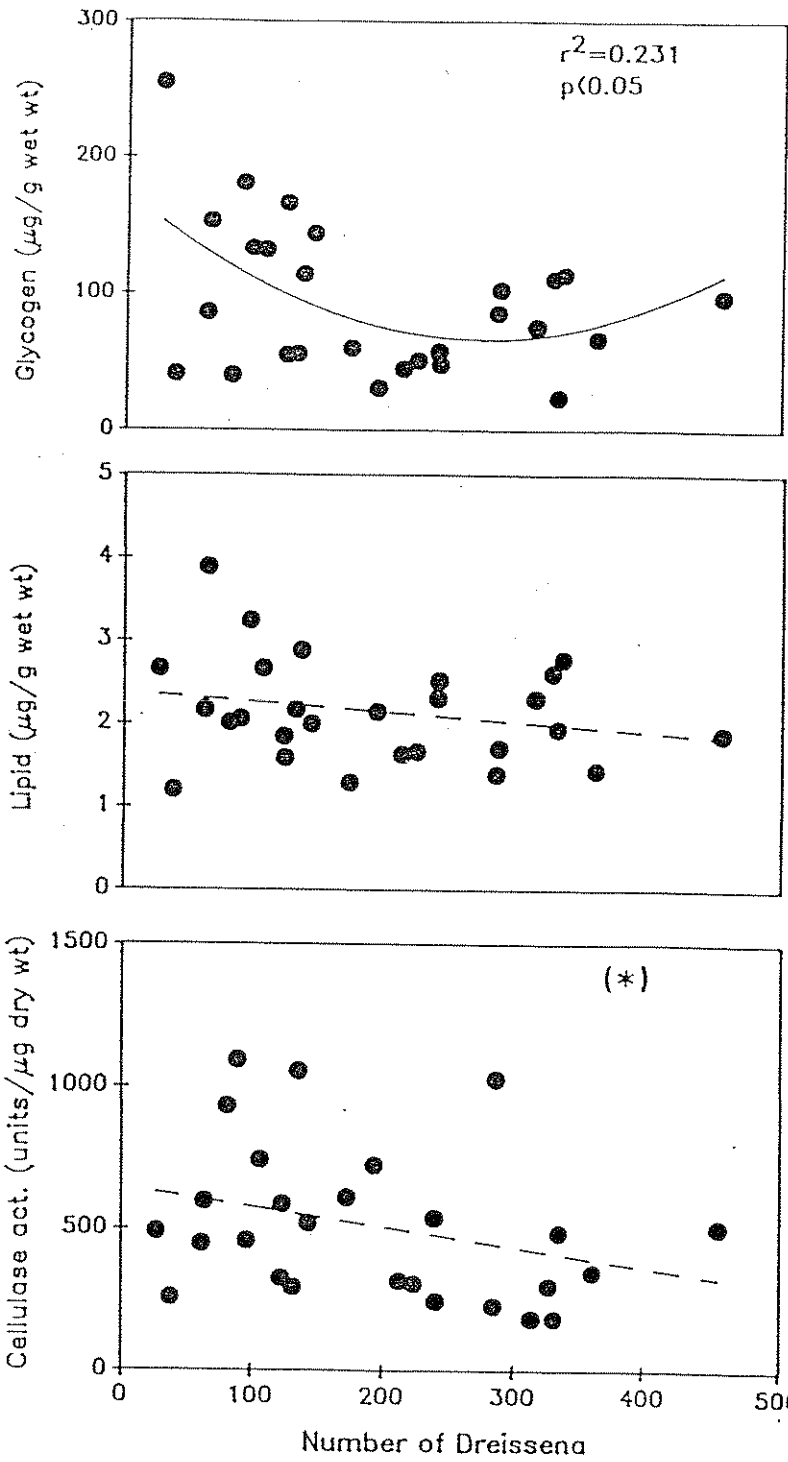 300
200
100
0
Glycogen (μg/g wet wt)
r²=0.231
p<0.05
5
4
3
2
1
0
Lipid (μg/g wet wt)
1500
1000
500
0
Cellulase act. (units/μg dry wt)
(*)
0 100 200 300 400 50
Number of Dreissena